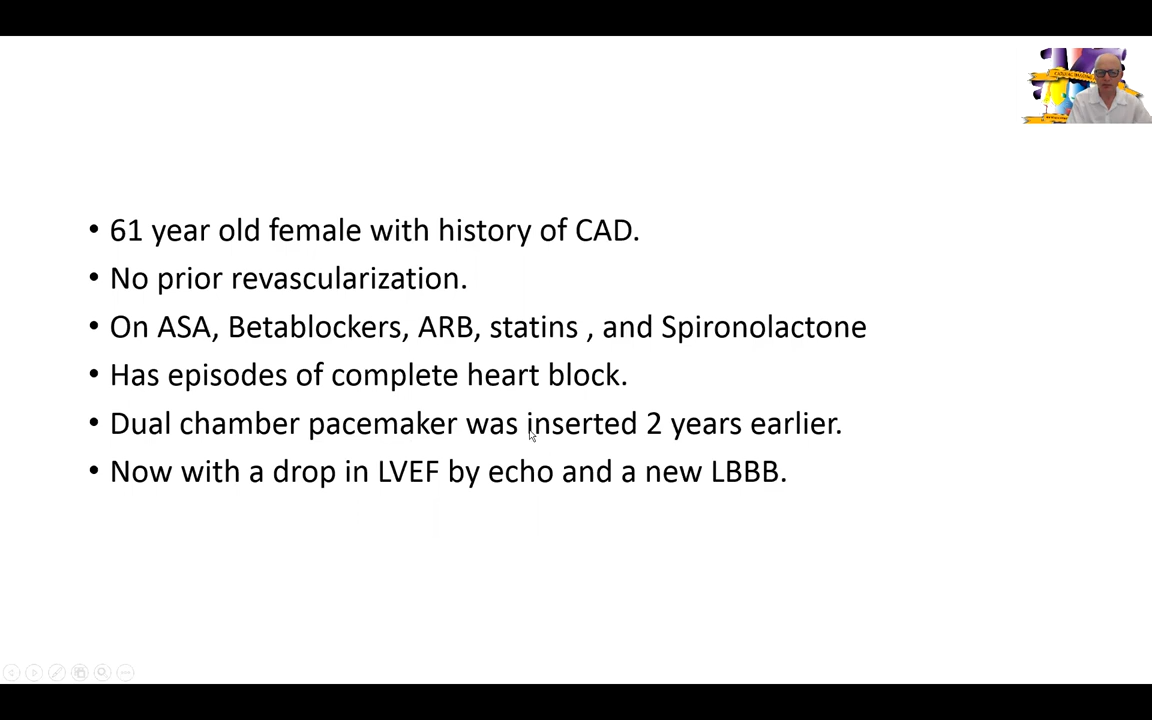 • 61 year old female with history of CAD.
• No prior revascularization.
• On ASA, Betablockers, ARB, statins , and Spironolactone
• Has episodes of complete heart block.
• Dual chamber pacemaker was inserted 2 years earlier.
• Now with a drop in LVEF by echo and a new LBBB.